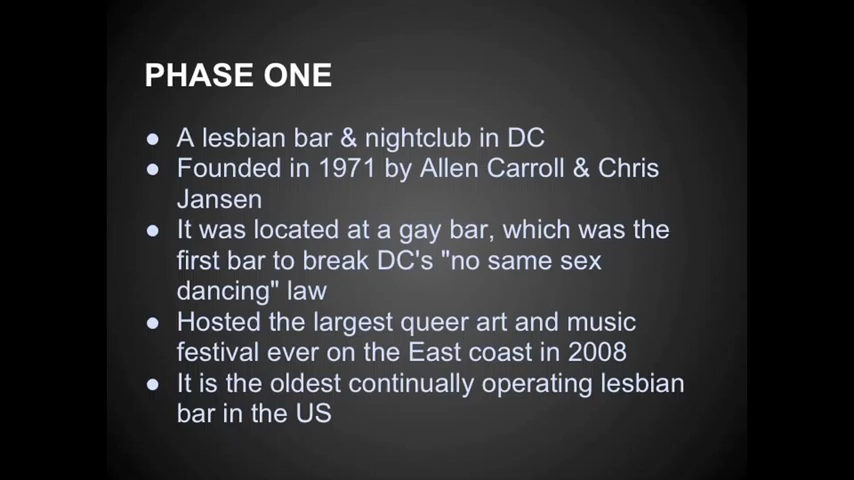 PHASE ONE
● A lesbian bar & nightclub in DC
● Founded in 1971 by Allen Carroll & Chris
Jansen
● It was located at a gay bar, which was the
first bar to break DC's "no same sex
dancing" law
● Hosted the largest queer art and music
festival ever on the East coast in 2008
● It is the oldest continually operating lesbian
bar in the US